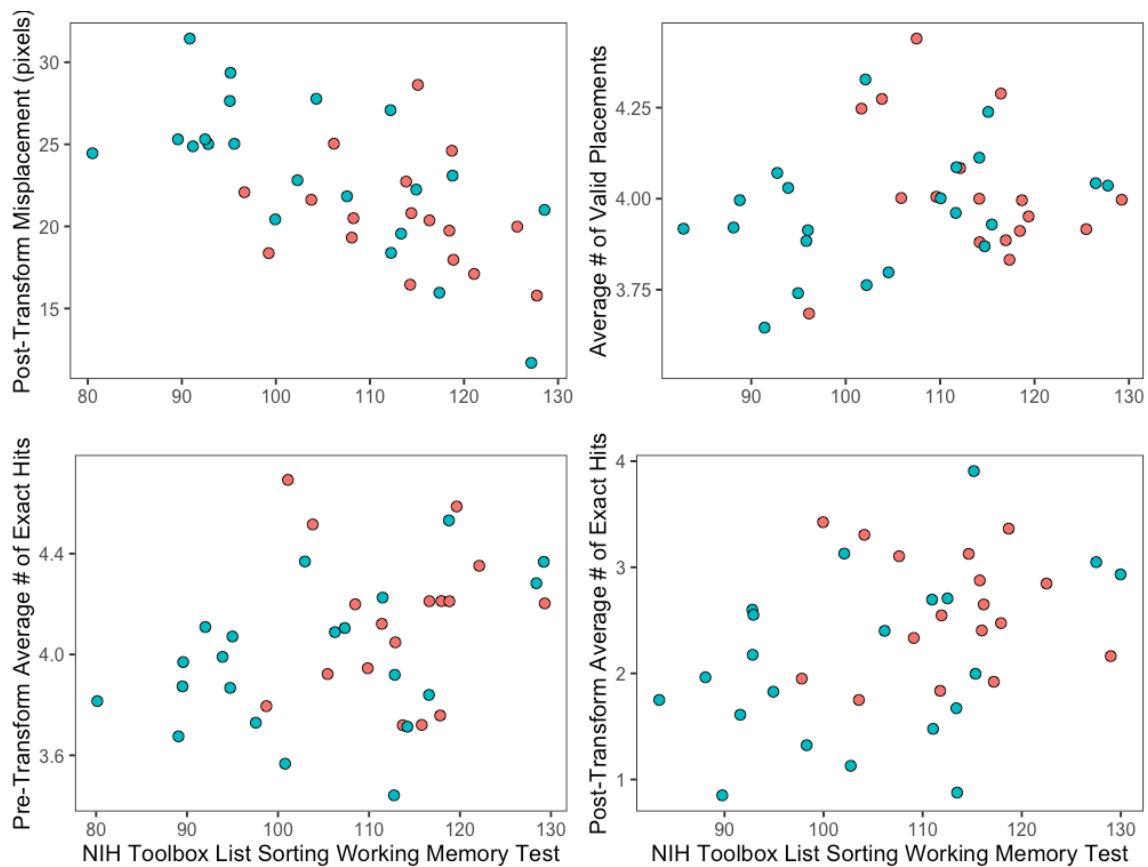 Post-Transform Misplacement (pixels)
30
25
20
15
80 90 100 110 120 130
Average # of Valid Placements
4.25
4.00
3.75
90 100 110 120 130
Pre-Transform Average # of Exact Hits
4.4
4.0
3.6
80 90 100 110 120 130
NIH Toolbox List Sorting Working Memory Test
Post-Transform Average # of Exact Hits
4
3
2
1
90 100 110 120 130
NIH Toolbox List Sorting Working Memory Test